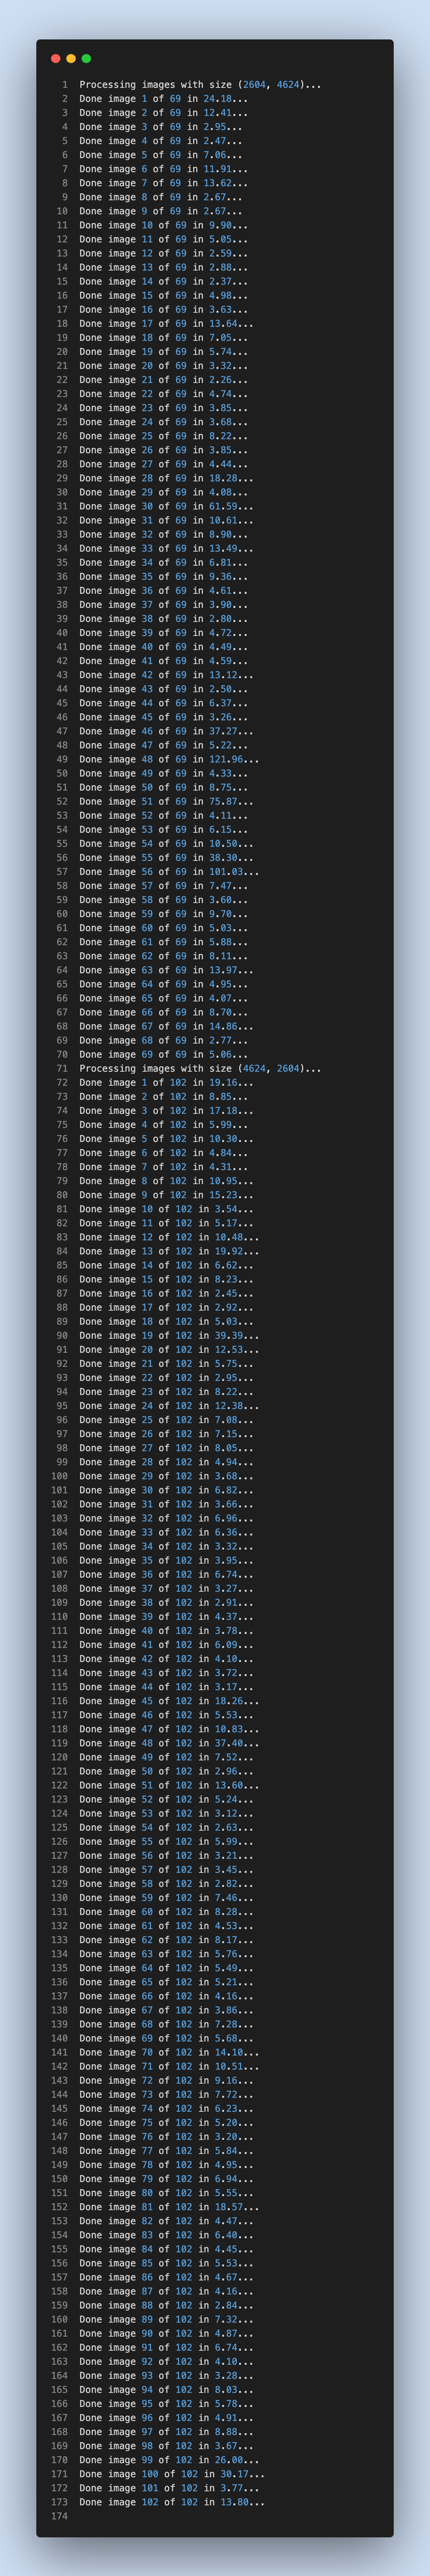 1 Processing images with size (2604, 4624)...
2 Done image 1 of 69 in 24.18...
3 Done image 2 of 69 in 12.41...
4 Done image 3 of 69 in 2.95...
5 Done image 4 of 69 in 2.47...
6 Done image 5 of 69 in 7.06...
7 Done image 6 of 69 in 11.91...
8 Done image 7 of 69 in 13.62...
9 Done image 8 of 69 in 2.67...
10 Done image 9 of 69 in 2.67...
11 Done image 10 of 69 in 9.90...
12 Done image 11 of 69 in 5.05...
13 Done image 12 of 69 in 2.59...
14 Done image 13 of 69 in 2.88...
15 Done image 14 of 69 in 2.37...
16 Done image 15 of 69 in 4.98...
17 Done image 16 of 69 in 3.63...
18 Done image 17 of 69 in 13.64...
19 Done image 18 of 69 in 7.05...
20 Done image 19 of 69 in 5.74...
21 Done image 20 of 69 in 3.32...
22 Done image 21 of 69 in 2.26...
23 Done image 22 of 69 in 4.74...
24 Done image 23 of 69 in 3.85...
25 Done image 24 of 69 in 3.68...
26 Done image 25 of 69 in 8.22...
27 Done image 26 of 69 in 3.85...
28 Done image 27 of 69 in 4.44...
29 Done image 28 of 69 in 18.28...
30 Done image 29 of 69 in 4.08...
31 Done image 30 of 69 in 61.59...
32 Done image 31 of 69 in 10.61...
33 Done image 32 of 69 in 8.90...
34 Done image 33 of 69 in 13.49...
35 Done image 34 of 69 in 6.81...
36 Done image 35 of 69 in 9.36...
37 Done image 36 of 69 in 4.61...
38 Done image 37 of 69 in 3.90...
39 Done image 38 of 69 in 2.80...
40 Done image 39 of 69 in 4.72...
41 Done image 40 of 69 in 4.49...
42 Done image 41 of 69 in 4.59...
43 Done image 42 of 69 in 13.12...
44 Done image 43 of 69 in 2.50...
45 Done image 44 of 69 in 6.37...
46 Done image 45 of 69 in 3.26...
47 Done image 46 of 69 in 37.27...
48 Done image 47 of 69 in 5.22...
49 Done image 48 of 69 in 121.96...
50 Done image 49 of 69 in 4.33...
51 Done image 50 of 69 in 8.75...
52 Done image 51 of 69 in 75.87...
53 Done image 52 of 69 in 4.11...
54 Done image 53 of 69 in 6.15...
55 Done image 54 of 69 in 10.50...
56 Done image 55 of 69 in 38.30...
57 Done image 56 of 69 in 101.03...
58 Done image 57 of 69 in 7.47...
59 Done image 58 of 69 in 3.60...
60 Done image 59 of 69 in 9.70...
61 Done image 60 of 69 in 5.03...
62 Done image 61 of 69 in 5.88...
63 Done image 62 of 69 in 8.11...
64 Done image 63 of 69 in 13.97...
65 Done image 64 of 69 in 4.95...
66 Done image 65 of 69 in 4.07...
67 Done image 66 of 69 in 8.70...
68 Done image 67 of 69 in 14.86...
69 Done image 68 of 69 in 2.77...
70 Done image 69 of 69 in 5.06...
71 Processing images with size (4624, 2604)...
72 Done image 1 of 102 in 19.16...
73 Done image 2 of 102 in 8.85...
74 Done image 3 of 102 in 17.18...
75 Done image 4 of 102 in 5.99...
76 Done image 5 of 102 in 10.30...
77 Done image 6 of 102 in 4.84...
78 Done image 7 of 102 in 4.31...
79 Done image 8 of 102 in 10.95...
80 Done image 9 of 102 in 15.23...
81 Done image 10 of 102 in 3.54...
82 Done image 11 of 102 in 5.17...
83 Done image 12 of 102 in 10.48...
84 Done image 13 of 102 in 19.92...
85 Done image 14 of 102 in 6.62...
86 Done image 15 of 102 in 8.23...
87 Done image 16 of 102 in 2.45...
88 Done image 17 of 102 in 2.92...
89 Done image 18 of 102 in 5.03...
90 Done image 19 of 102 in 39.39...
91 Done image 20 of 102 in 12.53...
92 Done image 21 of 102 in 5.75...
93 Done image 22 of 102 in 2.95...
94 Done image 23 of 102 in 8.22...
95 Done image 24 of 102 in 12.38...
96 Done image 25 of 102 in 7.08...
97 Done image 26 of 102 in 7.15...
98 Done image 27 of 102 in 8.05...
99 Done image 28 of 102 in 4.94...
100 Done image 29 of 102 in 3.68...
101 Done image 30 of 102 in 6.82...
102 Done image 31 of 102 in 3.66...
103 Done image 32 of 102 in 6.96...
104 Done image 33 of 102 in 6.36...
105 Done image 34 of 102 in 3.32...
106 Done image 35 of 102 in 3.95...
107 Done image 36 of 102 in 6.74...
108 Done image 37 of 102 in 3.27...
109 Done image 38 of 102 in 2.91...
110 Done image 39 of 102 in 4.37...
111 Done image 40 of 102 in 3.78...
112 Done image 41 of 102 in 6.09...
113 Done image 42 of 102 in 4.10...
114 Done image 43 of 102 in 3.72...
115 Done image 44 of 102 in 3.17...
116 Done image 45 of 102 in 18.26...
117 Done image 46 of 102 in 5.53...
118 Done image 47 of 102 in 10.83...
119 Done image 48 of 102 in 37.40...
120 Done image 49 of 102 in 7.52...
121 Done image 50 of 102 in 2.96...
122 Done image 51 of 102 in 13.60...
123 Done image 52 of 102 in 5.24...
124 Done image 53 of 102 in 3.12...
125 Done image 54 of 102 in 2.63...
126 Done image 55 of 102 in 5.99...
127 Done image 56 of 102 in 3.21...
128 Done image 57 of 102 in 3.45...
129 Done image 58 of 102 in 2.82...
130 Done image 59 of 102 in 7.46...
131 Done image 60 of 102 in 8.28...
132 Done image 61 of 102 in 4.53...
133 Done image 62 of 102 in 8.17...
134 Done image 63 of 102 in 5.76...
135 Done image 64 of 102 in 5.49...
136 Done image 65 of 102 in 5.21...
137 Done image 66 of 102 in 4.16...
138 Done image 67 of 102 in 3.86...
139 Done image 68 of 102 in 7.28...
140 Done image 69 of 102 in 5.68...
141 Done image 70 of 102 in 14.10...
142 Done image 71 of 102 in 10.51...
143 Done image 72 of 102 in 9.16...
144 Done image 73 of 102 in 7.72...
145 Done image 74 of 102 in 6.23...
146 Done image 75 of 102 in 5.20...
147 Done image 76 of 102 in 3.20...
148 Done image 77 of 102 in 5.84...
149 Done image 78 of 102 in 4.95...
150 Done image 79 of 102 in 6.94...
151 Done image 80 of 102 in 5.55...
152 Done image 81 of 102 in 18.57...
153 Done image 82 of 102 in 4.47...
154 Done image 83 of 102 in 6.40...
155 Done image 84 of 102 in 4.45...
156 Done image 85 of 102 in 5.53...
157 Done image 86 of 102 in 4.67...
158 Done image 87 of 102 in 4.16...
159 Done image 88 of 102 in 2.84...
160 Done image 89 of 102 in 7.32...
161 Done image 90 of 102 in 4.87...
162 Done image 91 of 102 in 6.74...
163 Done image 92 of 102 in 4.10...
164 Done image 93 of 102 in 3.28...
165 Done image 94 of 102 in 8.03...
166 Done image 95 of 102 in 5.78...
167 Done image 96 of 102 in 4.91...
168 Done image 97 of 102 in 8.88...
169 Done image 98 of 102 in 3.67...
170 Done image 99 of 102 in 26.00...
171 Done image 100 of 102 in 30.17...
172 Done image 101 of 102 in 3.77...
173 Done image 102 of 102 in 13.80...
174